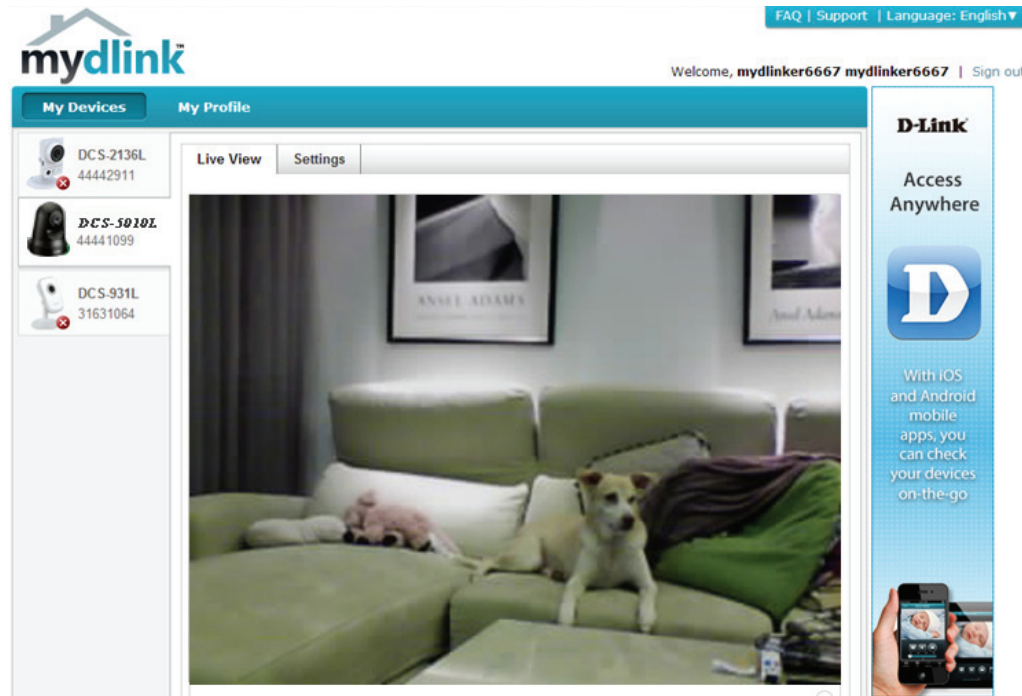 FAQ | Support | Language: English▼
mydlink™
Welcome, mydlinker6667 mydlinker6667 | Sign out
My Devices
My Profile
DCS-2136L
44442911
DCS-5010L
44441099
DCS-931L
31631064
Live View
Settings
ANSEL ADAMS
Ansel Adams
D-Link
Access
Anywhere
D
With iOS
and Android
mobile
apps, you
can check
your devices
on-the-go